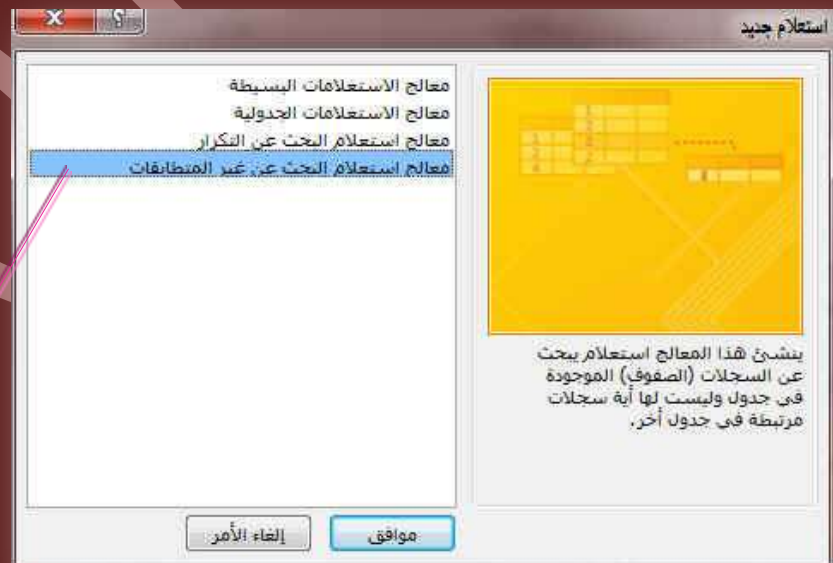 استعلام جديد
معالج الاستعلامات البسيطة
معالج الاستعلامات الجدولية
معالج استعلام البحث عن التكرار
معالج استعلام البحث عن غير المتطابقات
ينشئ هذا المعالج استعلام يبحث
عن السجلات (الصفوف) الموجودة
في جدول وليست لها أية سجلات
مرتبطة في جدول أخر.
موافق
إلغاء الأمر